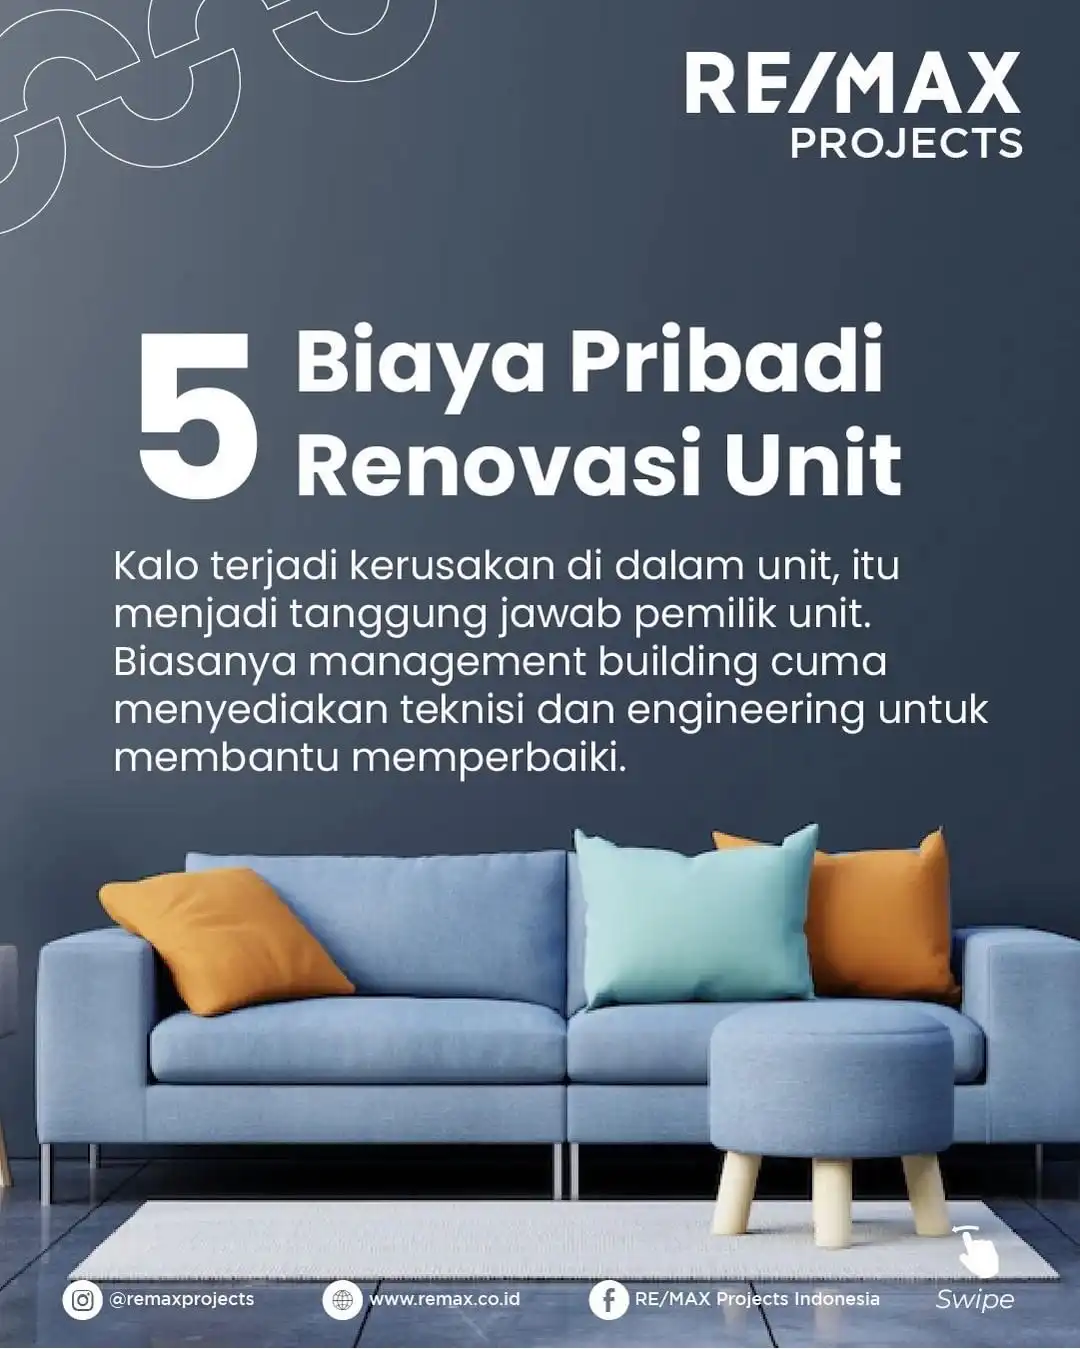 RE/MAX
PROJECTS
5
Biaya Pribadi
Renovasi Unit
Kalo terjadi kerusakan di dalam unit, itu
menjadi tanggung jawab pemilik unit.
Biasanya management building cuma
menyediakan teknisi dan engineering untuk
membantu memperbaiki.
@remaxprojects
www.remax.co.id
RE/MAX Projects Indonesia
Swipe